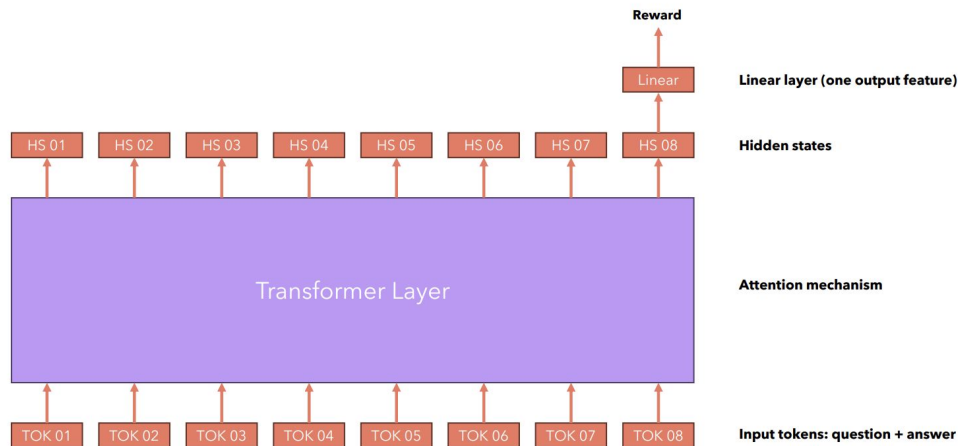 Reward
Linear
Linear layer (one output feature)
HS 01 HS 02 HS 03 HS 04 HS 05 HS 06 HS 07 HS 08
Hidden states
Transformer Layer
Attention mechanism
TOK 01 TOK 02 TOK 03 TOK 04 TOK 05 TOK 06 TOK 07 TOK 08
Input tokens: question + answer